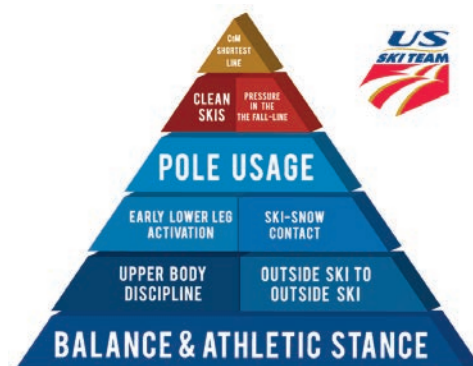 CoM
SHORTEST
LINE
US
SKI TEAM
CLEAN
SKIS
PRESSURE
IN THE
THE FALL-LINE
POLE USAGE
EARLY LOWER LEG
ACTIVATION
SKI-SNOW
CONTACT
UPPER BODY
DISCIPLINE
OUTSIDE SKI TO
OUTSIDE SKI
BALANCE & ATHLETIC STANCE